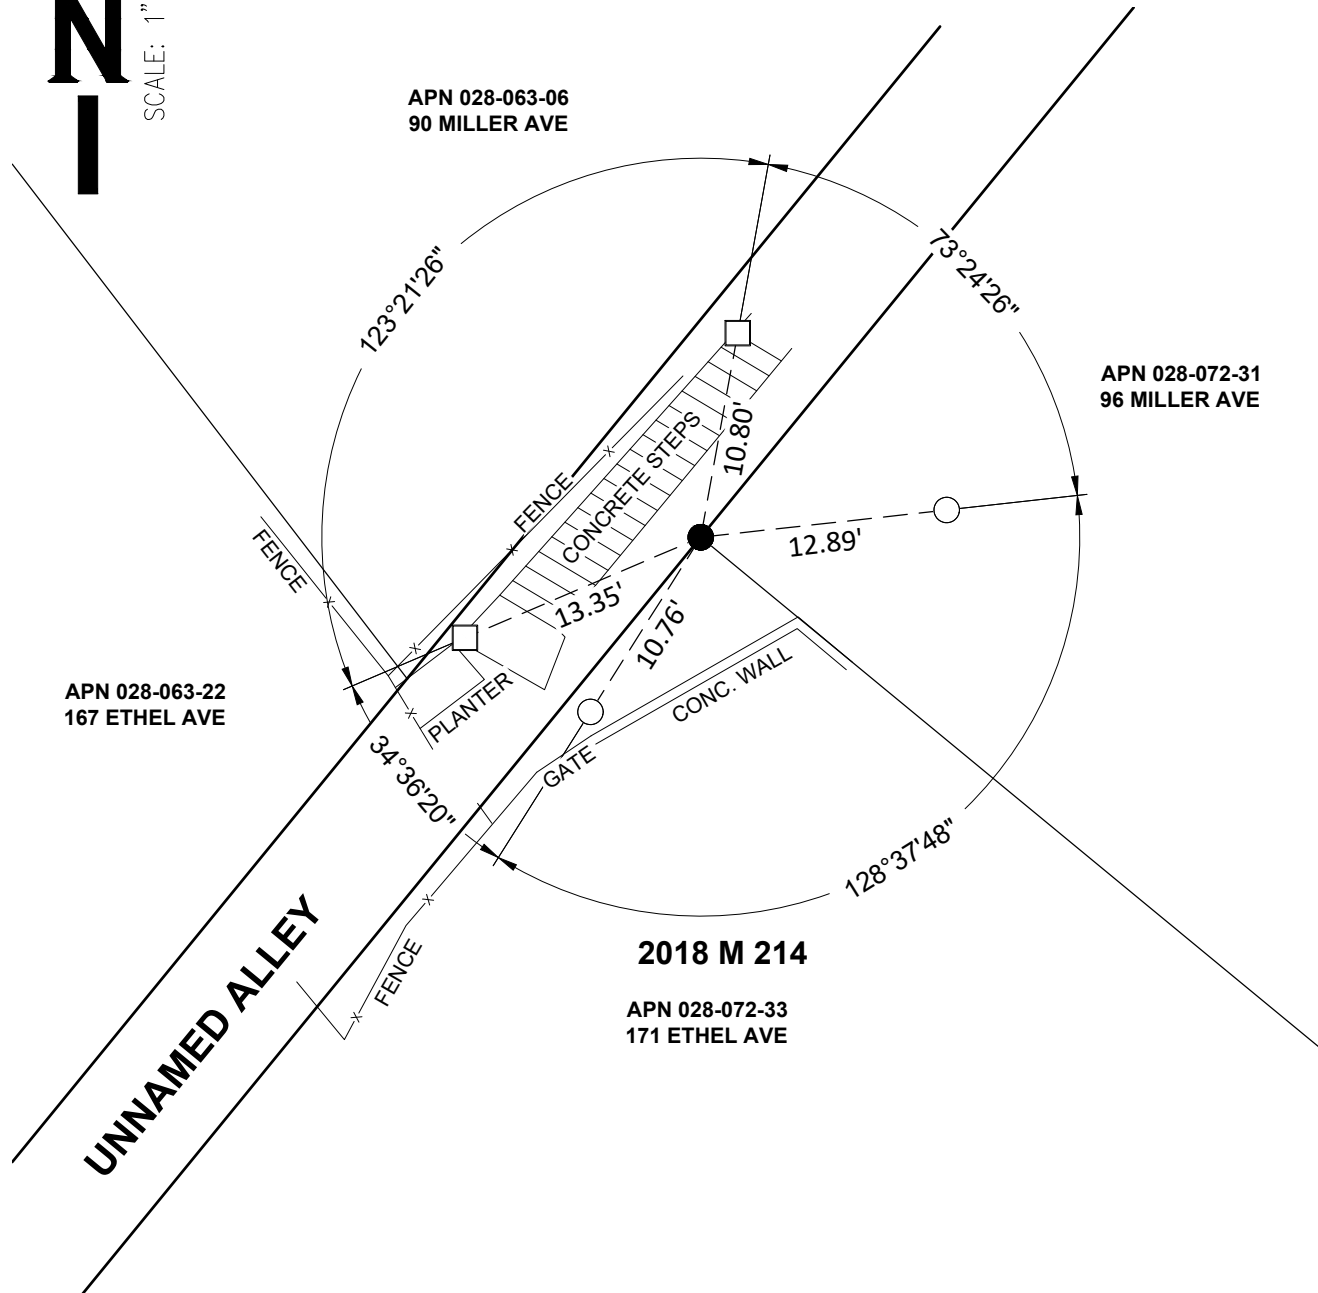 N
SCALE: 1"
APN 028-063-06
90 MILLER AVE
73°24'26"
123°21'26"
APN 028-072-31
96 MILLER AVE
10.80'
CONCRETE STEPS
FENCE
FENCE
12.89'
13.35'
10.76'
CONC. WALL
APN 028-063-22
167 ETHEL AVE
PLANTER
GATE
34°36'20"
128°37'48"
UNNAMED ALLEY
FENCE
2018 M 214
APN 028-072-33
171 ETHEL AVE